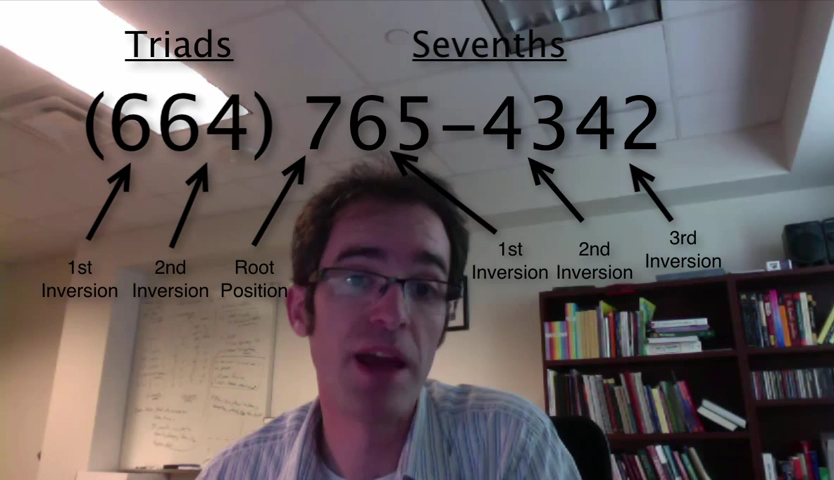 Triads Sevenths
(664) 765-4342
1st Inversion
2nd Inversion
Root Position
1st Inversion
2nd Inversion
3rd Inversion